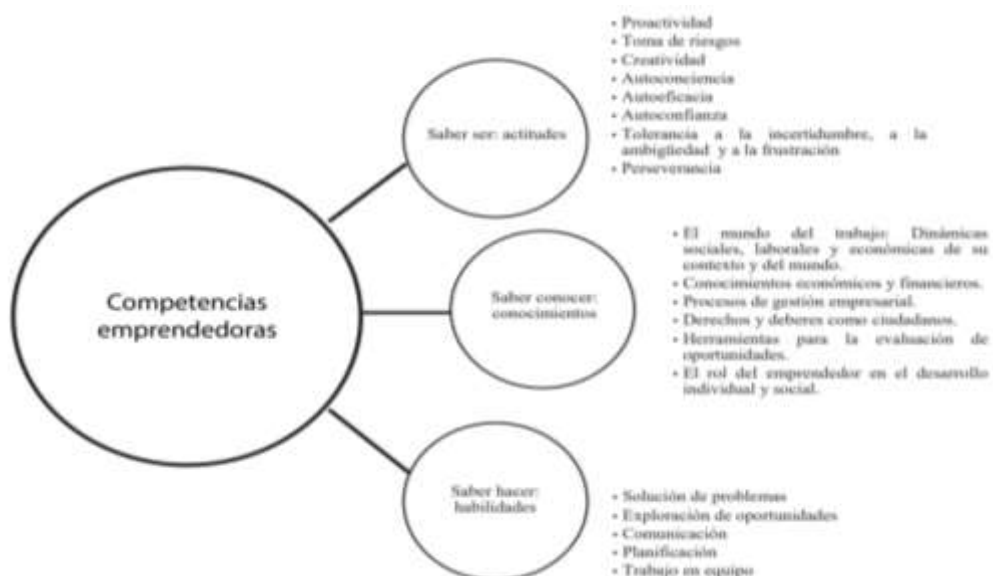 Competencias
emprendedoras
Saber ser: actitudes
• Proactividad
• Toma de riesgos
• Creatividad
• Autoconciencia
• Autoeficacia
• Autoconfianza
• Tolerancia a la incertidumbre, a la
ambigüedad y a la frustración
• Perseverancia
Saber conocer:
conocimientos
• El mundo del trabajo: Dinámicas
sociales, laborales y económicas de su
contexto y del mundo.
• Conocimientos económicos y financieros.
• Procesos de gestión empresarial.
• Derechos y deberes como ciudadanos.
• Herramientas para la evaluación de
oportunidades.
• El rol del emprendedor en el desarrollo
individual y social.
Saber hacer:
habilidades
• Solución de problemas
• Exploración de oportunidades
• Comunicación
• Planificación
• Trabajo en equipo